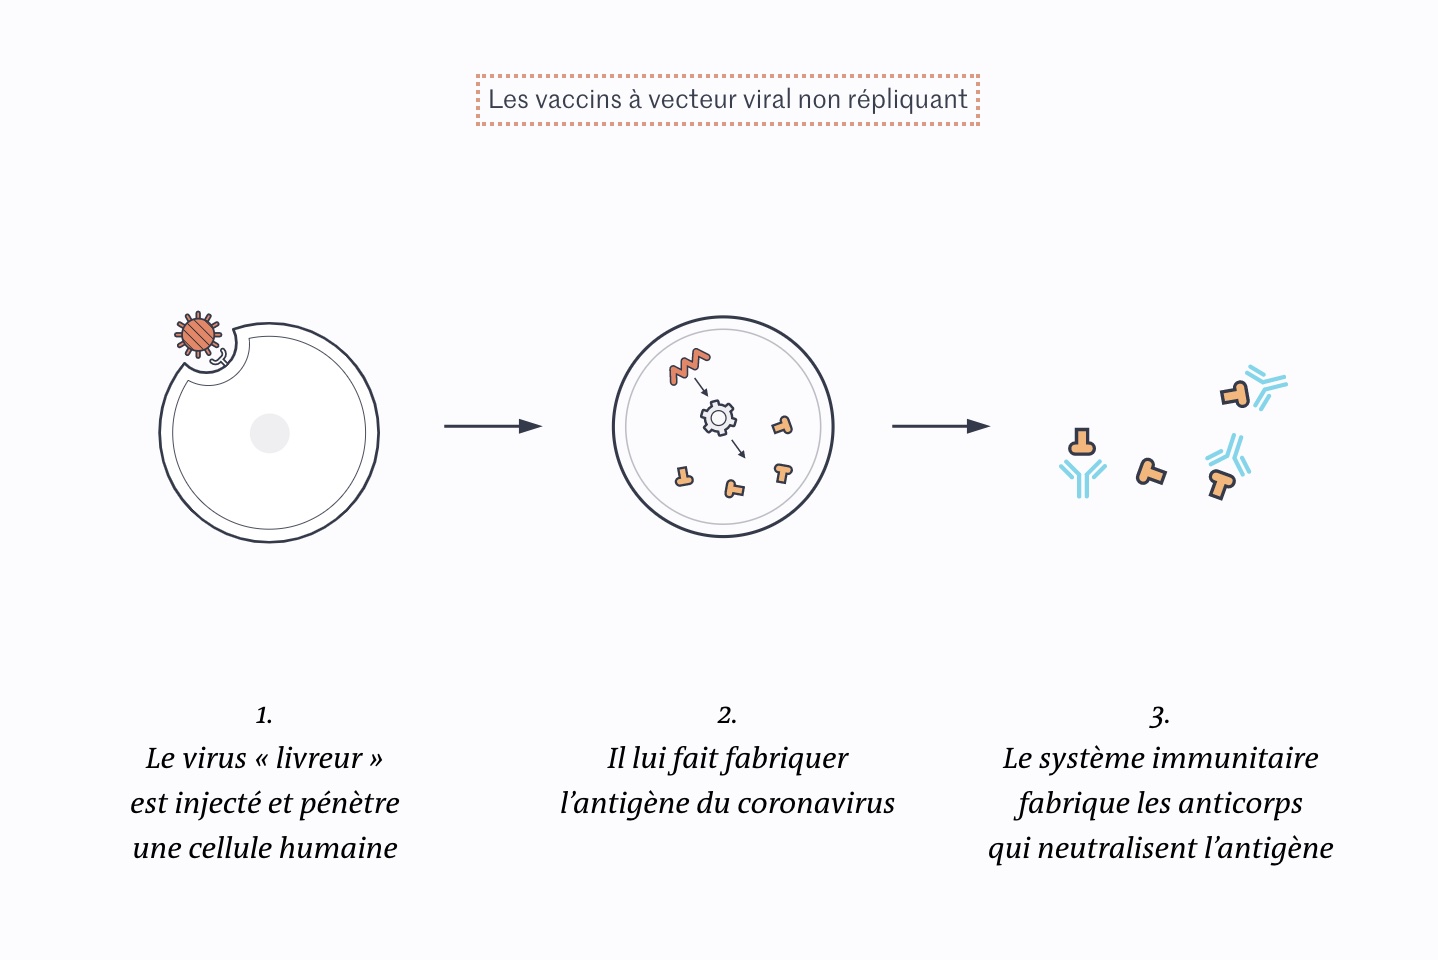 Les vaccins à vecteur viral non répliquant
1.
Le virus « livreur »
est injecté et pénètre
une cellule humaine
2.
Il lui fait fabriquer
l’antigène du coronavirus
3.
Le système immunitaire
fabrique les anticorps
qui neutralisent l’antigène